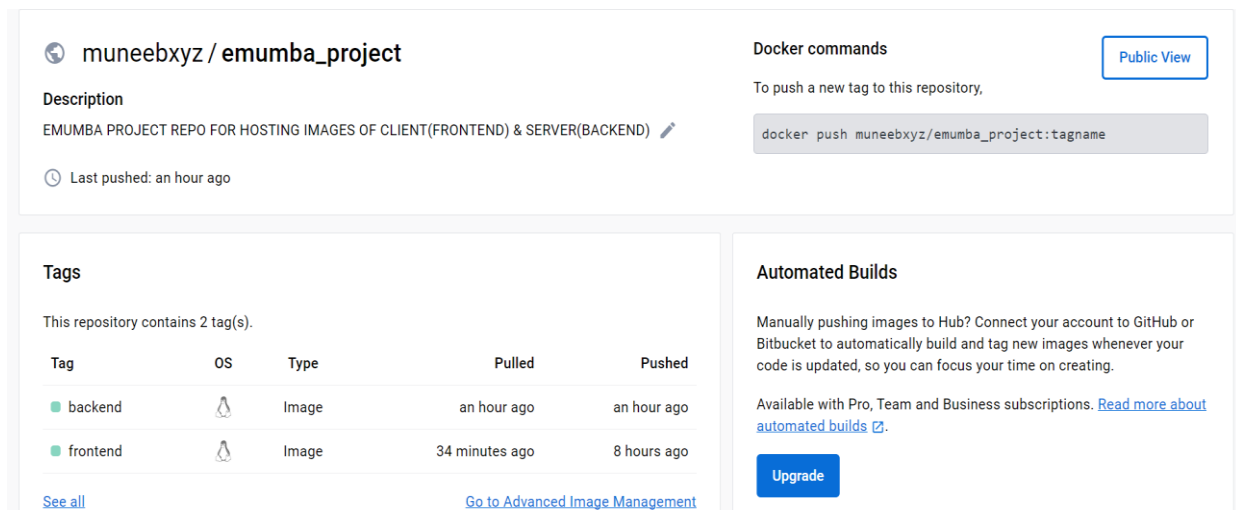 muneebxyz / emumba_project
Description
EMUMBA PROJECT REPO FOR HOSTING IMAGES OF CLIENT(FRONTEND) & SERVER(BACKEND)
Last pushed: an hour ago
Docker commands
Public View
To push a new tag to this repository,
docker push muneebxyz/emumba_project:tagname
Tags
This repository contains 2 tag(s).
Tag OS Type Pulled Pushed
backend Image an hour ago an hour ago
frontend Image 34 minutes ago 8 hours ago
See all Go to Advanced Image Management
Automated Builds
Manually pushing images to Hub? Connect your account to GitHub or
Bitbucket to automatically build and tag new images whenever your
code is updated, so you can focus your time on creating.
Available with Pro, Team and Business subscriptions. Read more about
automated builds.
Upgrade